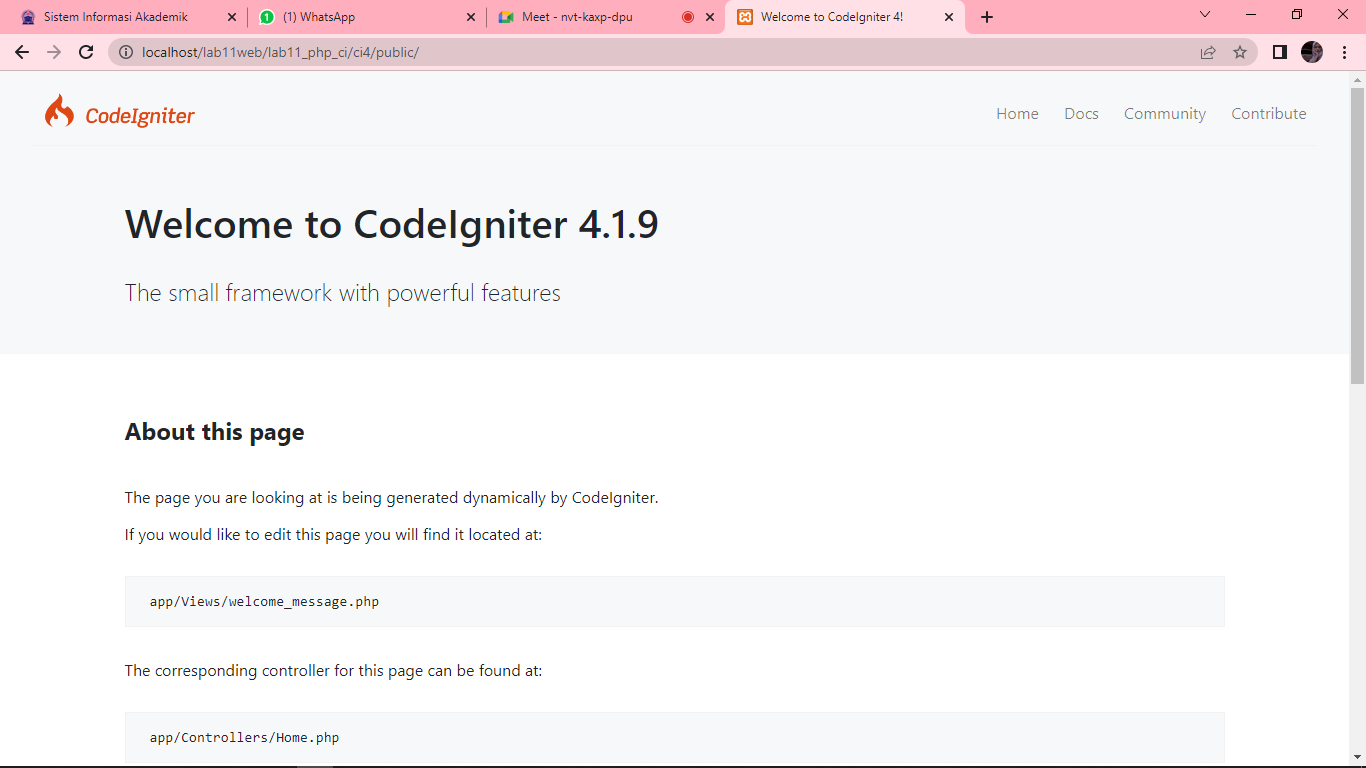 Sistem Informasi Akademik
(1) WhatsApp
Meet - nvt-kaxp-dpu
Welcome to CodeIgniter 4!
localhost/lab11web/lab11_php_ci/ci4/public/
CodeIgniter
Home Docs Community Contribute
Welcome to CodeIgniter 4.1.9
The small framework with powerful features
About this page
The page you are looking at is being generated dynamically by CodeIgniter.
If you would like to edit this page you will find it located at:
app/Views/welcome_message.php
The corresponding controller for this page can be found at:
app/Controllers/Home.php